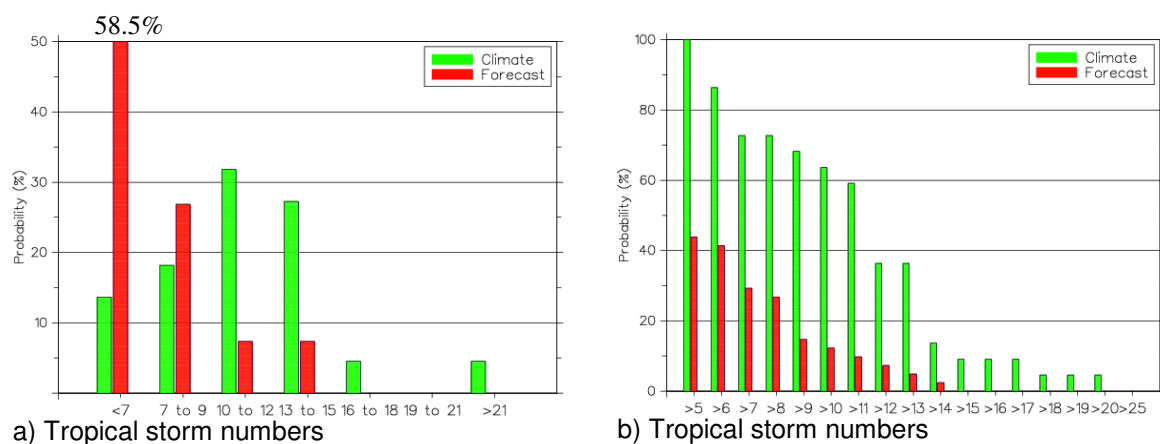 58.5%
50
40
30
20
10
Probability (%)
Climate
Forecast
<7 7 to 9 10 to 12 13 to 15 16 to 18 19 to 21 >21
a) Tropical storm numbers
100
80
60
40
20
0
Probability (%)
Climate
Forecast
>5 >6 >7 >8 >9 >10 >11 >12 >13 >14 >15 >16 >17 >18 >19 >20 >25
b) Tropical storm numbers